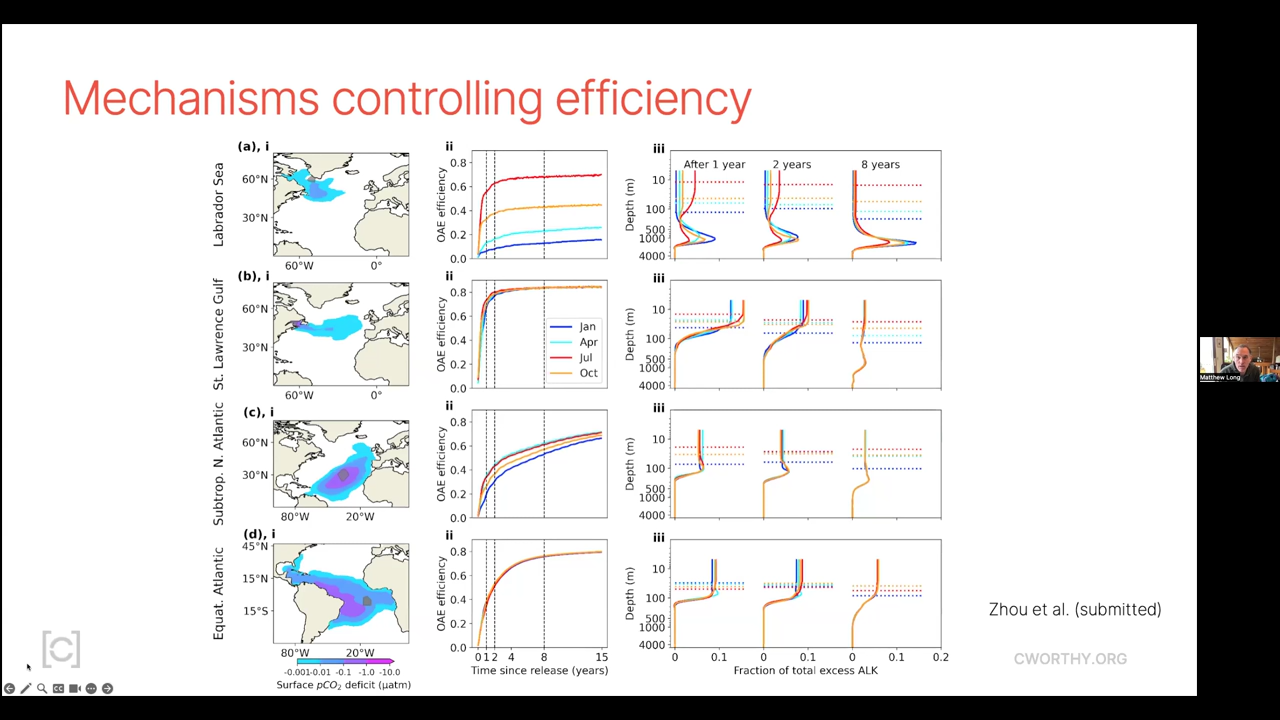 Mechanisms controlling efficiency
(a), i
ii
iii
Labrador Sea
60°N
30°N
60°W
0°
OAE efficiency
0.8
0.6
0.4
0.2
0.0
After 1 year
2 years
8 years
Depth (m)
10
100
500
1000
4000
(b), i
ii
iii
St. Lawrence Gulf
60°N
30°N
60°W
0°
OAE efficiency
0.8
0.6
0.4
0.2
0.0
Jan
Apr
Jul
Oct
Depth (m)
10
100
500
1000
4000
(c), i
ii
iii
Subtrop. N. Atlantic
60°N
30°N
80°W
20°W
OAE efficiency
0.8
0.6
0.4
0.2
0.0
Depth (m)
10
100
500
1000
4000
(d), i
ii
iii
Equat. Atlantic
45°N
15°N
15°S
80°W
20°W
OAE efficiency
0.8
0.6
0.4
0.2
0.0
0 1 2 4 8 15
Time since release (years)
Depth (m)
10
100
500
1000
4000
0 0.1 0 0.1 0 0.1 0.2
Fraction of total excess ALK
-0.001 -0.01 -0.1 -1.0 -10.0
Surface pCO₂ deficit (μatm)
Zhou et al. (submitted)
CWORTHY.ORG
[C]
CC
Matthew Long